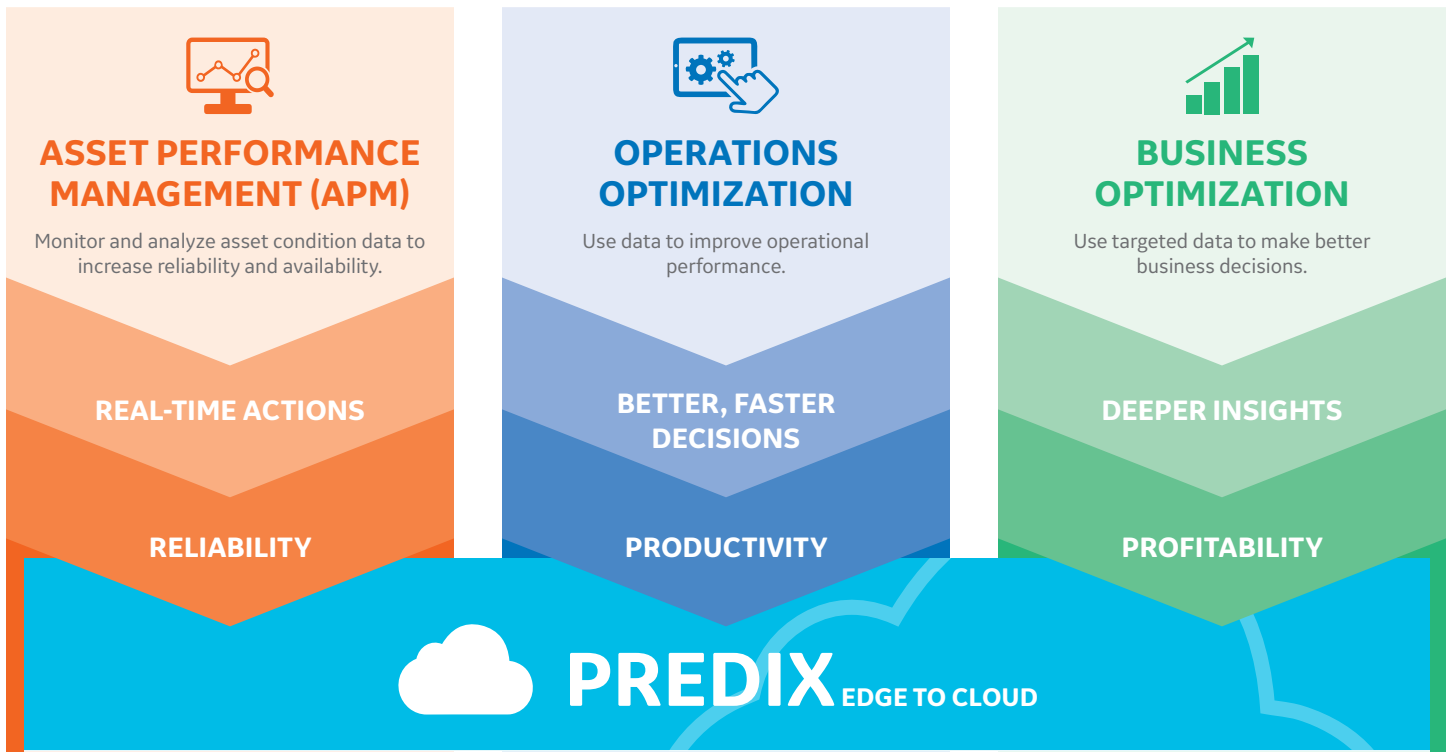 ASSET PERFORMANCE
MANAGEMENT (APM)
Monitor and analyze asset condition data to
increase reliability and availability.
REAL-TIME ACTIONS
RELIABILITY
OPERATIONS
OPTIMIZATION
Use data to improve operational
performance.
BETTER, FASTER
DECISIONS
PRODUCTIVITY
BUSINESS
OPTIMIZATION
Use targeted data to make better
business decisions.
DEEPER INSIGHTS
PROFITABILITY
PREDIX EDGE TO CLOUD